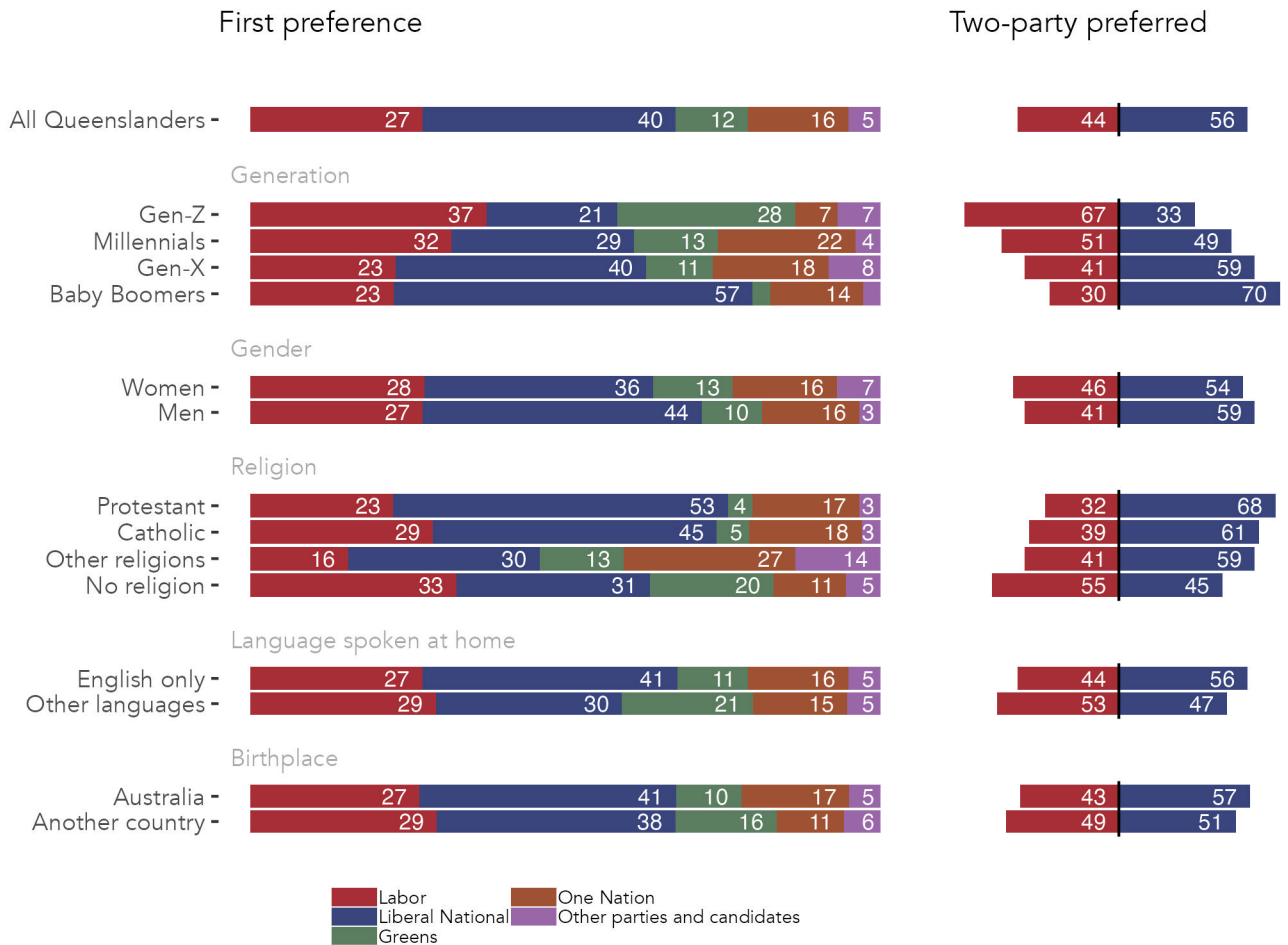 First preference Two-party preferred
All Queenslanders 27 40 12 16 5 44 56
Generation
Gen-Z 37 21 28 7 7 67 33
Millennials 32 29 13 22 4 51 49
Gen-X 23 40 11 18 8 41 59
Baby Boomers 23 57 14 30 70
Gender
Women 28 36 13 16 7 46 54
Men 27 44 10 16 3 41 59
Religion
Protestant 23 53 4 17 3 32 68
Catholic 29 45 5 18 3 39 61
Other religions 16 30 13 27 14 41 59
No religion 33 31 20 11 5 55 45
Language spoken at home
English only 27 41 11 16 5 44 56
Other languages 29 30 21 15 5 53 47
Birthplace
Australia 27 41 10 17 5 43 57
Another country 29 38 16 11 6 49 51
Labor One Nation
Liberal National Other parties and candidates
Greens